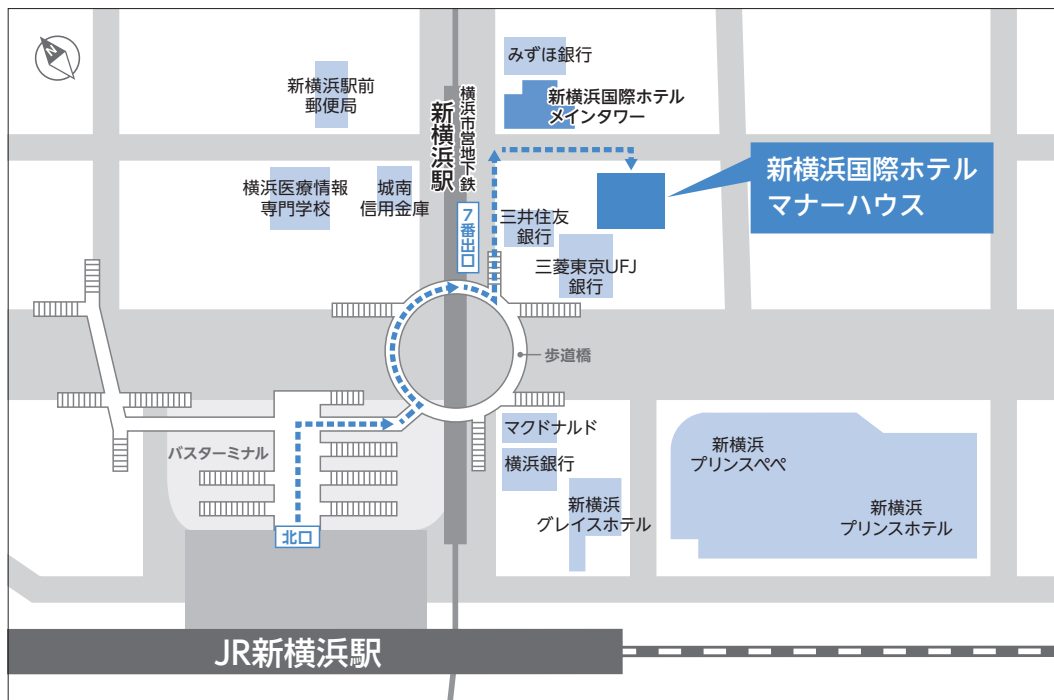 N
みずほ銀行
新横浜国際ホテル
メインタワー
新横浜駅前
郵便局
横浜市営地下鉄
新横浜駅
横浜医療情報
専門学校
城南
信用金庫
7番出口
三井住友
銀行
三菱東京UFJ
銀行
新横浜国際ホテル
マナーハウス
歩道橋
バスターミナル
マクドナルド
横浜銀行
新横浜
グレイスホテル
新横浜
プリンスペペ
新横浜
プリンスホテル
北口
JR新横浜駅